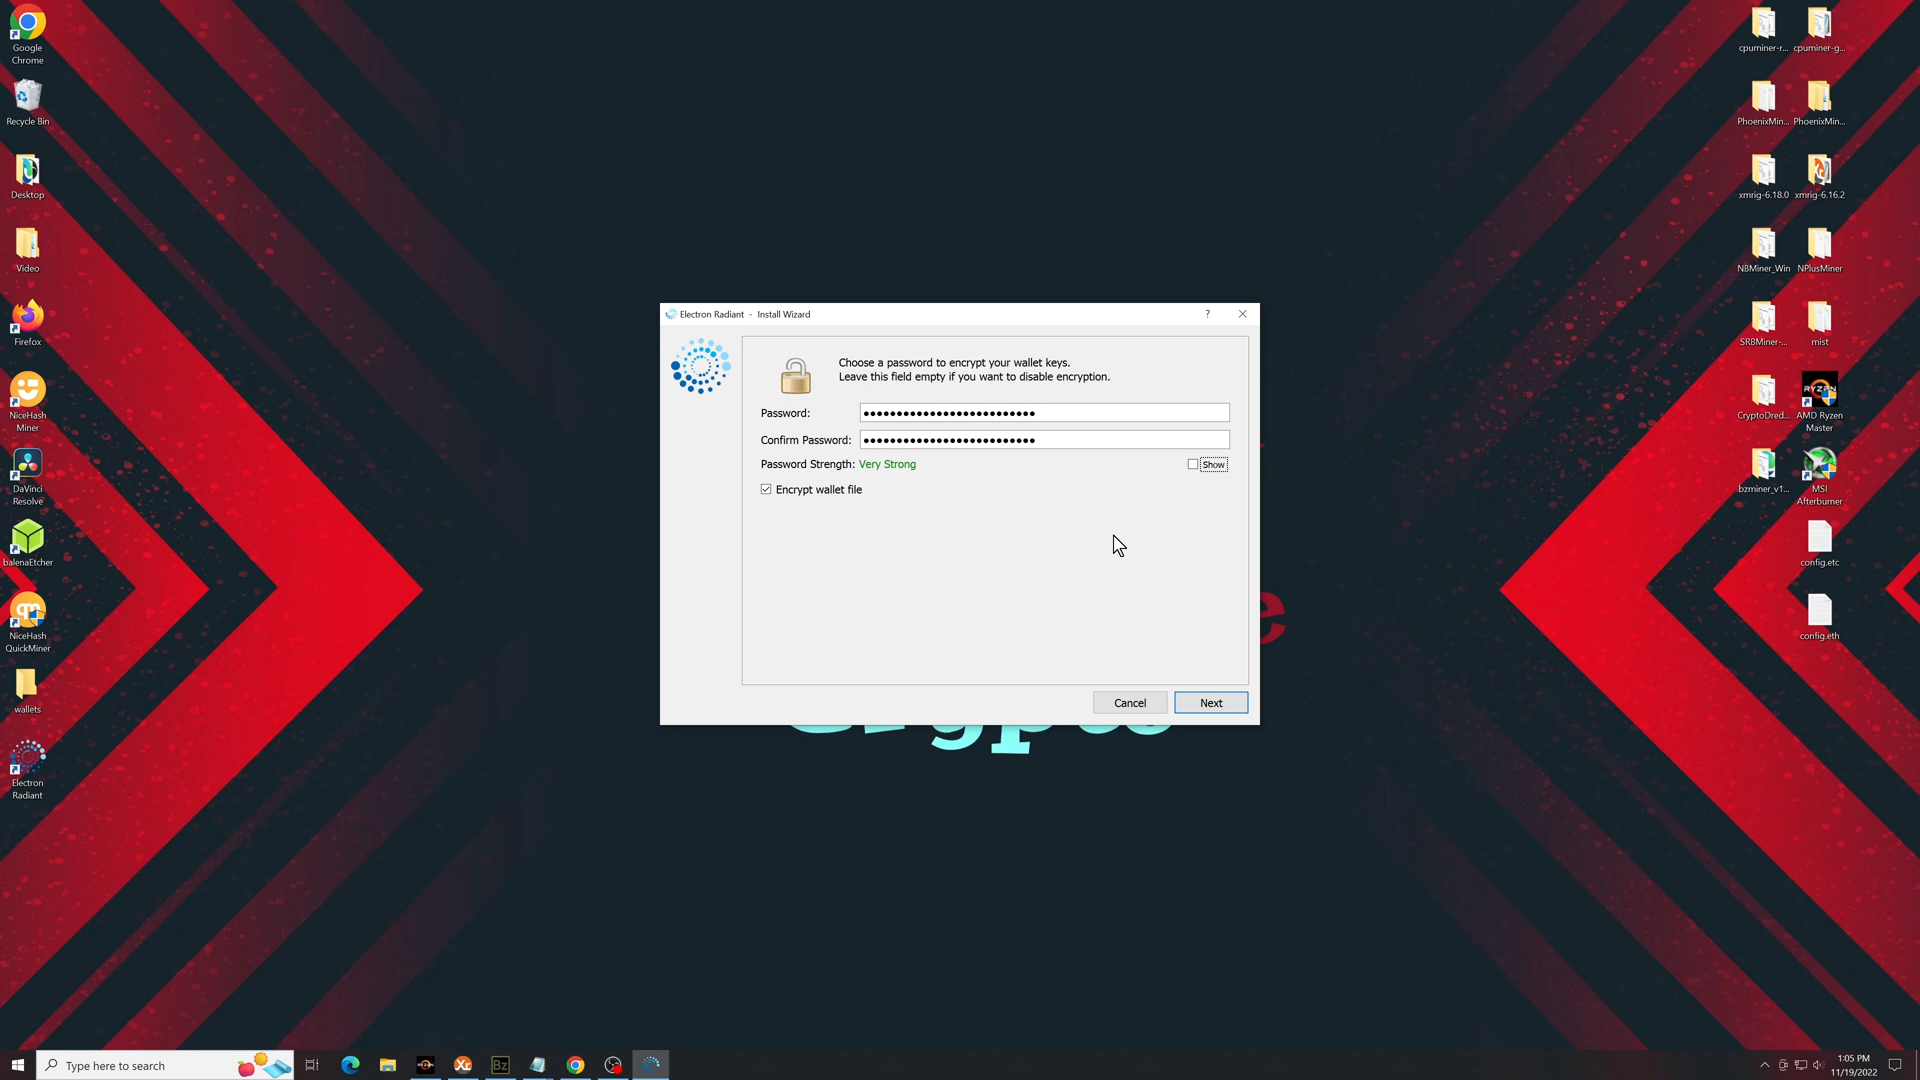 Google
Chrome
Recycle Bin
Desktop
Video
Firefox
NiceHash
Miner
DaVinci
Resolve
balenaEtcher
NiceHash
QuickMiner
wallets
Electron
Radiant
cpuminer-r...
cpuminer-g...
PhoenixMin...
PhoenixMin...
xmrig-6.18.0
xmrig-6.16.2
NBMiner_Win
NPlusMiner
SRBMiner-...
mist
CryptoDred...
RYZEN
AMD Ryzen
Master
bzminer_v1...
MSI
Afterburner
config.etc
config.eth
Electron Radiant - Install Wizard
?
Choose a password to encrypt your wallet keys.
Leave this field empty if you want to disable encryption.
Password:
Confirm Password:
Password Strength: Very Strong
Show
Encrypt wallet file
Cancel
Next
Type here to search
Xr
Bz
1:05 PM
11/19/2022